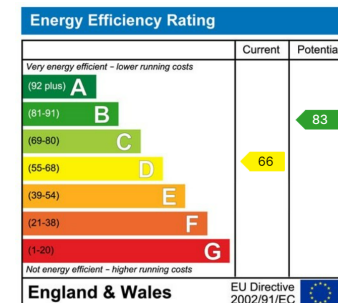 Energy Efficiency Rating
Current Potentia
Very energy efficient – lower running costs
(92 plus) A
(81-91) B
83
(69-80) C
(55-68) D
66
(39-54) E
(21-38) F
(1-20) G
Not energy efficient – higher running costs
England & Wales
EU Directive
2002/91/EC